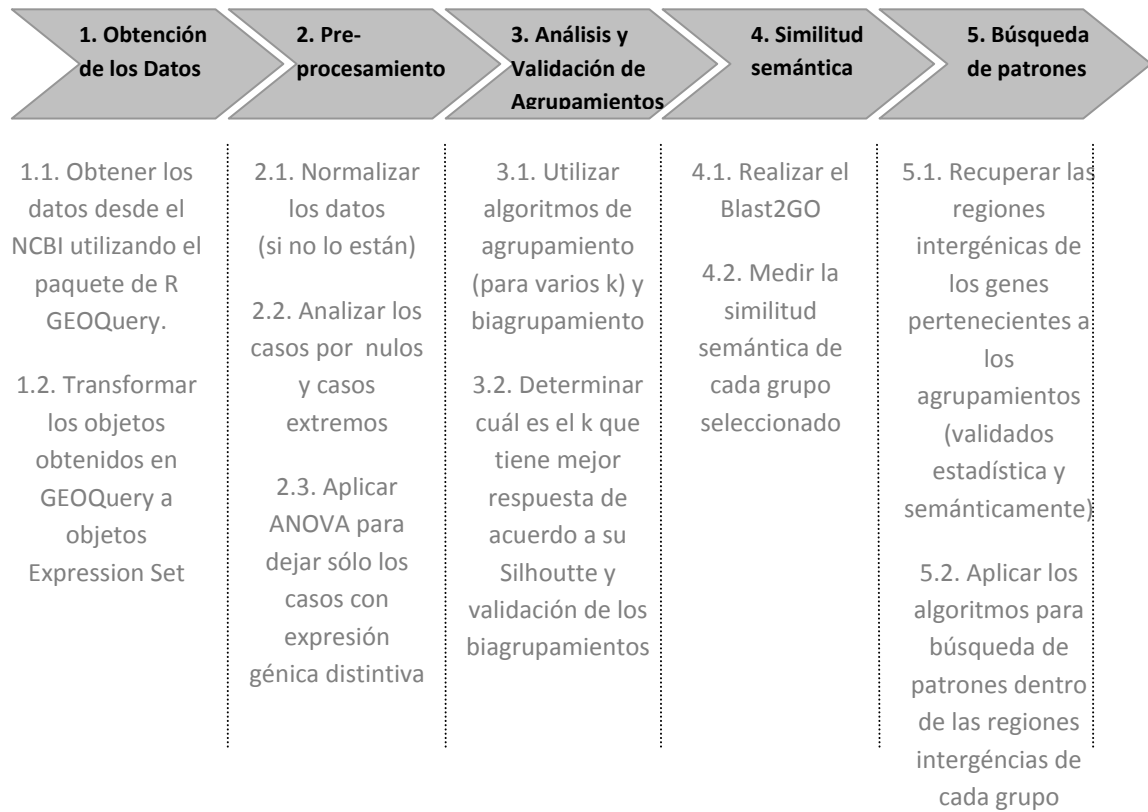 1. Obtención
de los Datos
2. Pre-
procesamiento
3. Análisis y
Validación de
Agrupamientos
4. Similitud
semántica
5. Búsqueda
de patrones
1.1. Obtener los
datos desde el
NCBI utilizando el
paquete de R
GEOQuery.
1.2. Transformar
los objetos
obtenidos en
GEOQuery a
objetos
Expression Set
2.1. Normalizar
los datos
(si no lo están)
2.2. Analizar los
casos por nulos
y casos
extremos
2.3. Aplicar
ANOVA para
dejar sólo los
casos con
expresión
génica distintiva
3.1. Utilizar
algoritmos de
agrupamiento
(para varios k) y
biagrupamiento
3.2. Determinar
cuál es el k que
tiene mejor
respuesta de
acuerdo a su
Silhoutte y
validación de los
biagrupamientos
4.1. Realizar el
Blast2GO
4.2. Medir la
similitud
semántica de
cada grupo
seleccionado
5.1. Recuperar las
regiones
intergénicas de
los genes
pertenecientes a
los
agrupamientos
(validados
estadística y
semánticamente)
5.2. Aplicar los
algoritmos para
búsqueda de
patrones dentro
de las regiones
intergéncias de
cada grupo